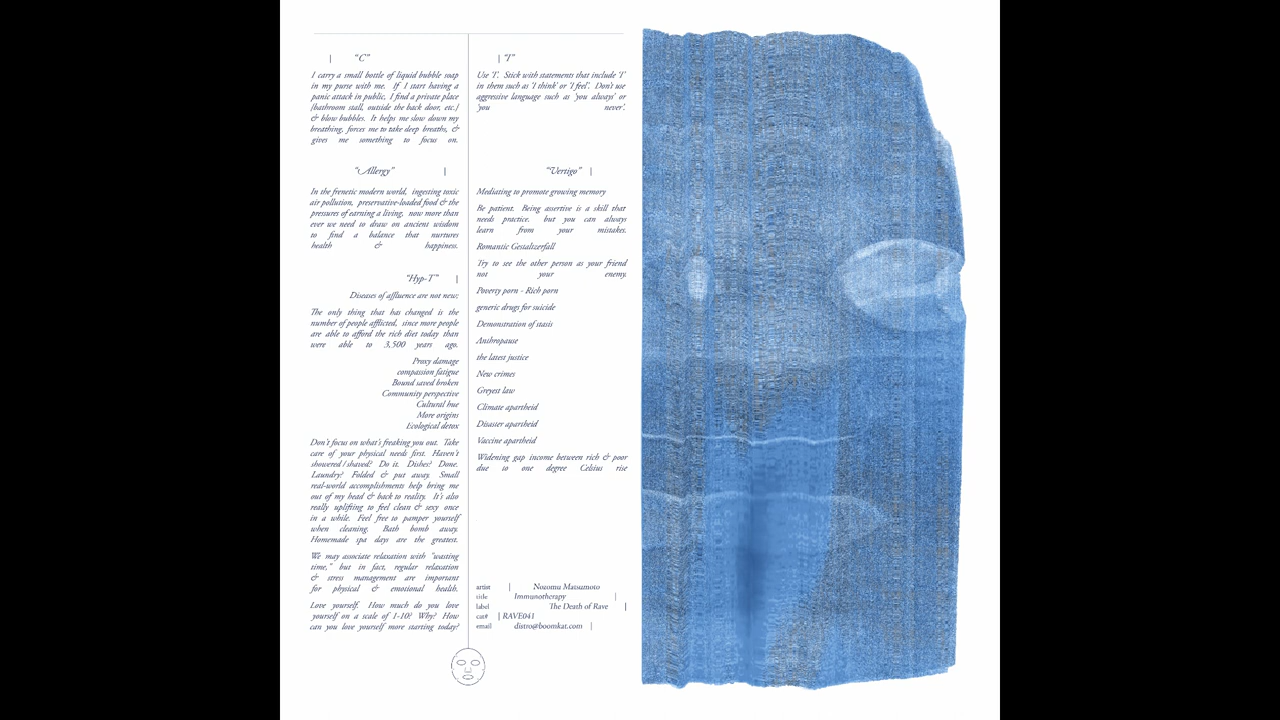 "C"
I carry a small bottle of liquid bubble soap
in my purse with me. If I start having a
panic attack in public, I find a private place
[bathroom stall, outside the back door, etc.]
& blow bubbles. It helps me slow down my
breathing, forces me to take deep breaths, &
gives me something to focus on.
"Allergy"
In the frenetic modern world, ingesting toxic
air pollution, preservative-loaded food & the
pressures of earning a living, now more than
ever we need to draw on ancient wisdom
to find a balance that nurtures
health & happiness.
"Hyp-T"
Diseases of affluence are not new;
The only thing that has changed is the
number of people afflicted, since more people
are able to afford the rich diet today than
were able to 3,500 years ago.
Proxy damage
compassion fatigue
Bound saved broken
Community perspective
Cultural hue
More origins
Ecological detox
Don't focus on what's freaking you out. Take
care of your physical needs first. Haven't
showered / shaved? Do it. Dishes? Done.
Laundry? Folded & put away. Small
real-world accomplishments help bring me
out of my head & back to reality. It's also
really uplifting to feel clean & sexy once
in a while. Feel free to pamper yourself
when cleaning. Bath bomb away.
Homemade spa days are the greatest.
We may associate relaxation with "wasting
time," but in fact, regular relaxation
& stress management are important
for physical & emotional health.
Love yourself. How much do you love
yourself on a scale of 1-10? Why? How
can you love yourself more starting today?
"I"
Use 'I'. Stick with statements that include 'I'
in them such as 'I think' or 'I feel'. Don't use
aggressive language such as 'you always' or
'you never'.
"Vertigo"
Mediating to promote growing memory
Be patient. Being assertive is a skill that
needs practice. but you can always
learn from your mistakes.
Romantic Gestaltzerfall
Try to see the other person as your friend
not your enemy.
Poverty porn - Rich porn
generic drugs for suicide
Demonstration of stasis
Anthropause
the latest justice
New crimes
Greyest law
Climate apartheid
Disaster aparsheid
Vaccine apartheid
Widening gap income between rich & poor
due to one degree Celsius rise
artist | Nozomu Matsumoto
title Immunotherapy |
label The Death of Rave |
cat# | RAVE041
email distro@boomkat.com |